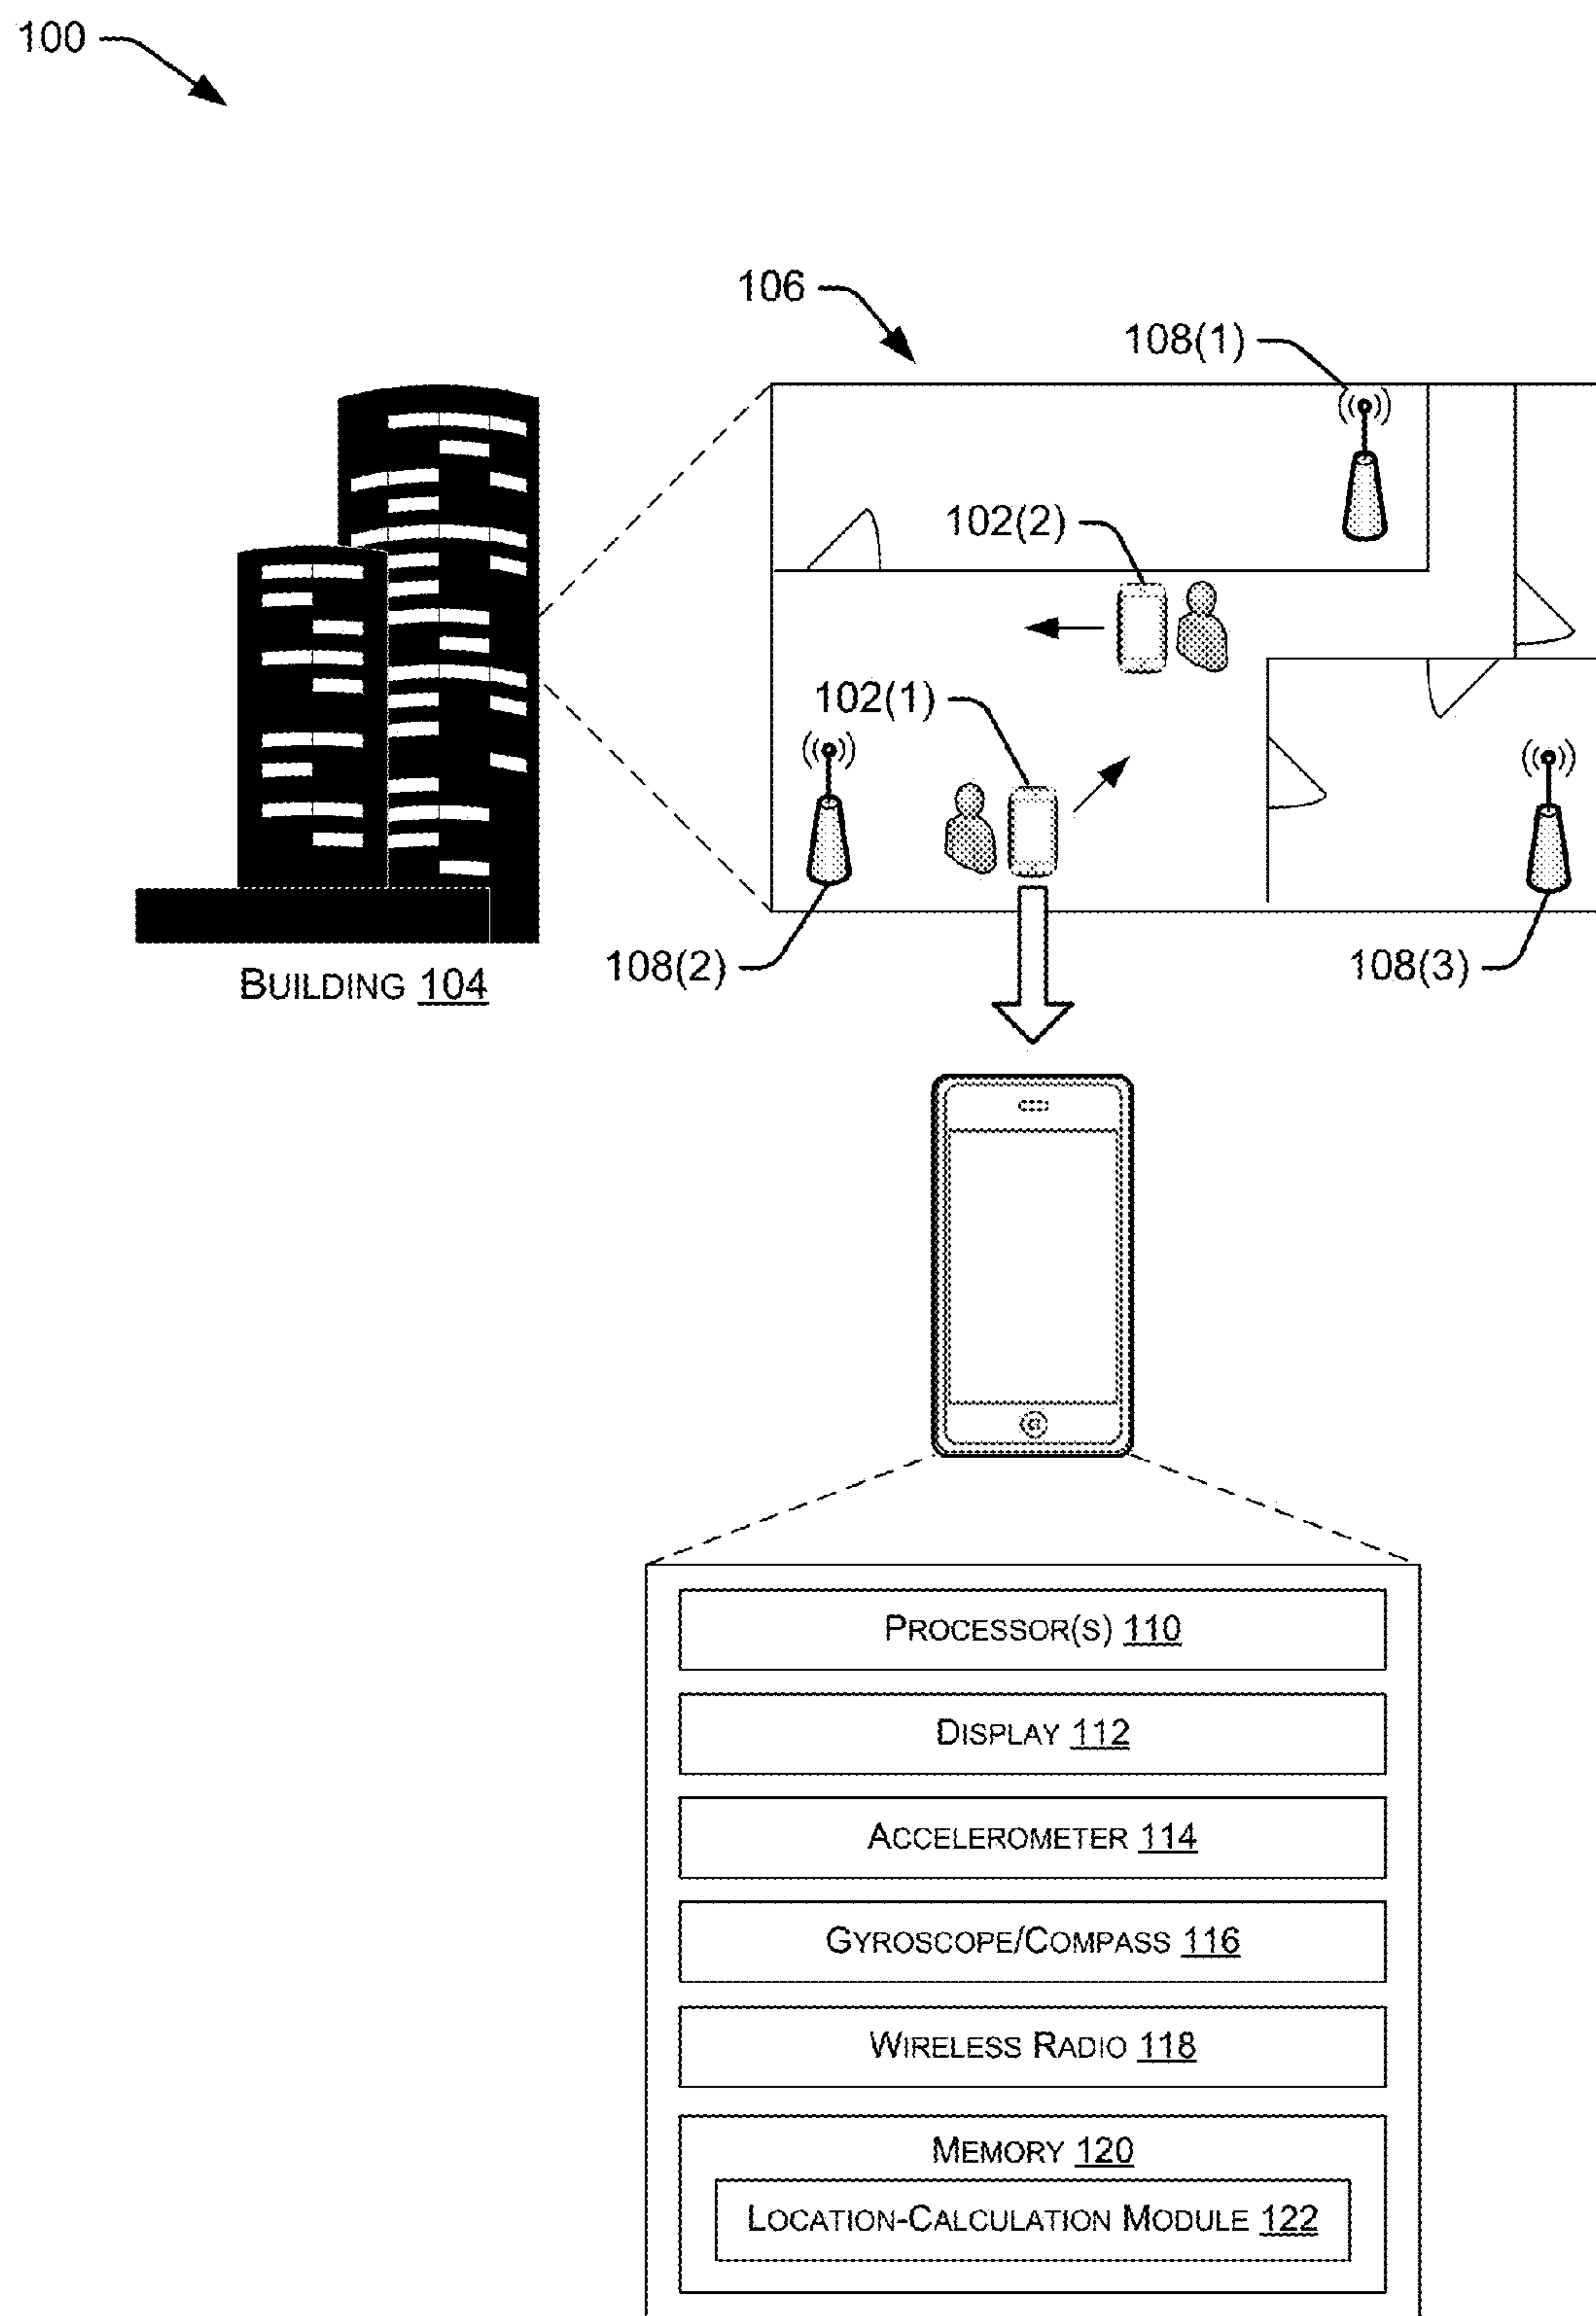 100
106
108(1)
102(2)
102(1)
108(2)
108(3)
BUILDING 104
PROCESSOR(S) 110
DISPLAY 112
ACCELEROMETER 114
GYROSCOPE/COMPASS 116
WIRELESS RADIO 118
MEMORY 120
LOCATION-CALCULATION MODULE 122